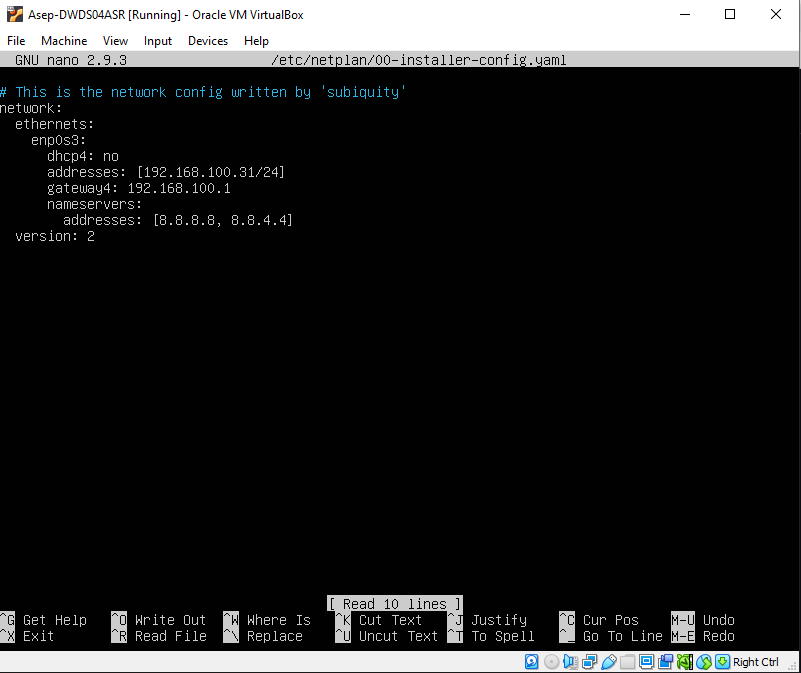 Asep-DWDS04ASR [Running] - Oracle VM VirtualBox
File Machine View Input Devices Help
GNU nano 2.9.3 /etc/netplan/00-installer-config.yaml
# This is the network config written by 'subiquity'
network:
  ethernets:
    enp0s3:
      dhcp4: no
      addresses: [192.168.100.31/24]
      gateway4: 192.168.100.1
      nameservers:
        addresses: [8.8.8.8, 8.8.4.4]
  version: 2
[ Read 10 lines ]
^G Get Help ^O Write Out ^W Where Is ^K Cut Text ^J Justify ^C Cur Pos M-U Undo
^X Exit ^R Read File ^\ Replace ^U Uncut Text ^T To Spell ^_ Go To Line M-E Redo
Right Ctrl